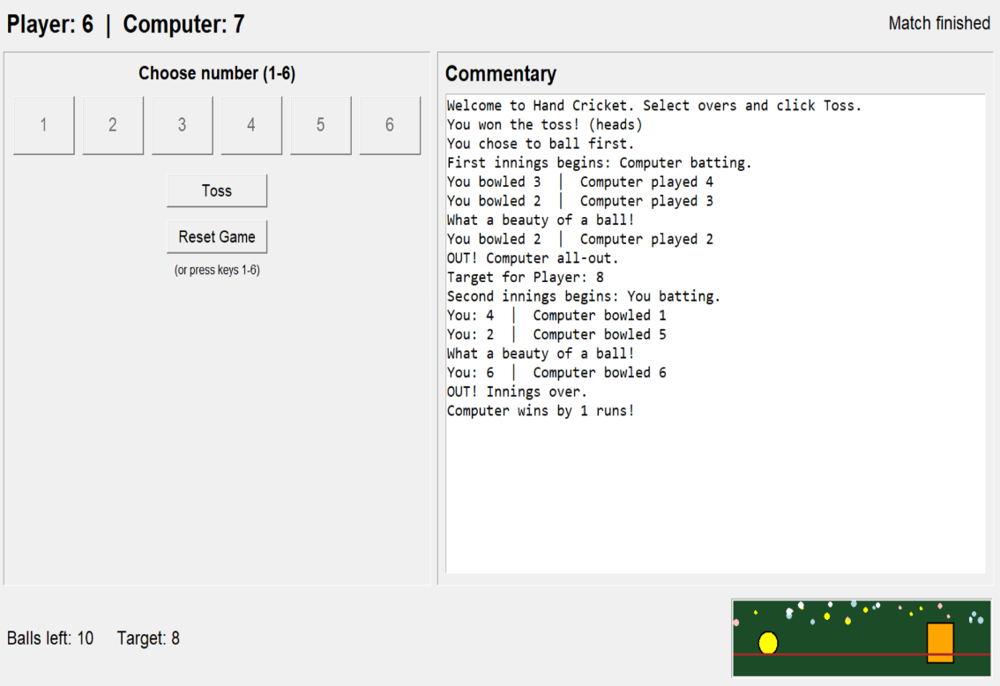 Player: 6 | Computer: 7
Match finished
Choose number (1-6)
1 2 3 4 5 6
Toss
Reset Game
(or press keys 1-6)
Commentary
Welcome to Hand Cricket. Select overs and click Toss.
You won the toss! (heads)
You chose to ball first.
First innings begins: Computer batting.
You bowled 3 | Computer played 4
You bowled 2 | Computer played 3
What a beauty of a ball!
You bowled 2 | Computer played 2
OUT! Computer all-out.
Target for Player: 8
Second innings begins: You batting.
You: 4 | Computer bowled 1
You: 2 | Computer bowled 5
What a beauty of a ball!
You: 6 | Computer bowled 6
OUT! Innings over.
Computer wins by 1 runs!
Balls left: 10 Target: 8